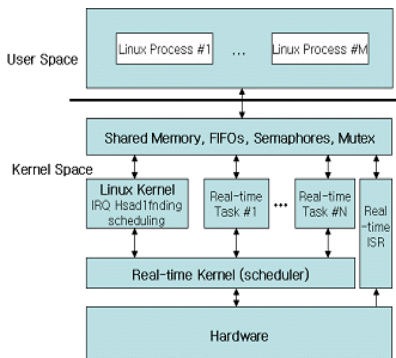 Linux Process #1
...
Linux Process #M
User Space
Shared Memory, FIFOs, Semaphores, Mutex
Kernel Space
Linux Kernel
IRQ Hsad1fnding
scheduling
Real-time
Task #1
...
Real-time
Task #N
Real
-time
ISR
Real-time Kernel (scheduler)
Hardware